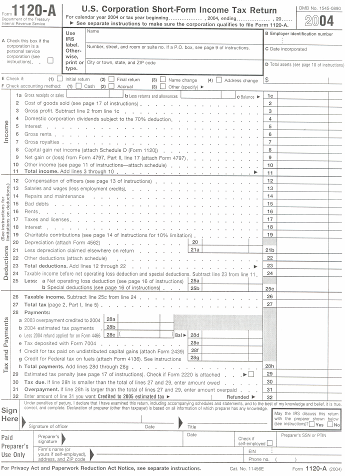 Form 1120-A
Department of the Treasury
Internal Revenue Service
U.S. Corporation Short-Form Income Tax Return
For calendar year 2004 or tax year beginning , 2004, ending , 20
▶ See separate instructions to make sure the corporation qualifies to file Form 1120-A.
OMB No. 1545-0890
2004
A Check this box if the corporation is a personal service corporation (see instructions)
Use IRS label. Otherwise, print or type.
Name
Number, street, and room or suite no. If a P.O. box, see page 9 of instructions.
City or town, state, and ZIP code
B Employer identification number
C Date incorporated
D Total assets (see page 10 of instructions)
$
E Check if: (1) Initial return (2) Final return (3) Name change (4) Address change
F Check accounting method: (1) Cash (2) Accrual (3) Other (specify) ▶
Income
1a Gross receipts or sales b Less returns and allowances c Balance ▶ 1c
2 Cost of goods sold (see page 17 of instructions) 2
3 Gross profit. Subtract line 2 from line 1c 3
4 Domestic corporation dividends subject to the 70% deduction 4
5 Interest 5
6 Gross rents 6
7 Gross royalties 7
8 Capital gain net income (attach Schedule D (Form 1120)) 8
9 Net gain or (loss) from Form 4797, Part II, line 17 (attach Form 4797) 9
10 Other income (see page 11 of instructions—attach schedule) 10
11 Total income. Add lines 3 through 10 ▶ 11
Deductions
(See instructions for limitations on deductions)
12 Compensation of officers (see page 13 of instructions) 12
13 Salaries and wages (less employment credits) 13
14 Repairs and maintenance 14
15 Bad debts 15
16 Rents 16
17 Taxes and licenses 17
18 Interest 18
19 Charitable contributions (see page 14 of instructions for 10% limitation) 19
20 Depreciation (attach Form 4562) 20
21 Less depreciation claimed elsewhere on return 21a 21b
22 Other deductions (attach schedule) 22
23 Total deductions. Add lines 12 through 22 ▶ 23
24 Taxable income before net operating loss deduction and special deductions. Subtract line 23 from line 11 24
25 Less: a Net operating loss deduction (see page 16 of instructions) 25a
b Special deductions (see page 16 of instructions) 25b 25c
Tax and Payments
26 Taxable income. Subtract line 25c from line 24 26
27 Total tax (page 2, Part I, line 5) 27
28 Payments:
a 2003 overpayment credited to 2004 28a
b 2004 estimated tax payments 28b
c Less 2004 refund applied for on Form 4466 28c Bal ▶ 28d
e Tax deposited with Form 7004 28e
f Credit for tax paid on undistributed capital gains (attach Form 2439) 28f
g Credit for Federal tax on fuels (attach Form 4136). See instructions 28g
h Total payments. Add lines 28d through 28g 28h
29 Estimated tax penalty (see page 17 of instructions). Check if Form 2220 is attached ▶ 29
30 Tax due. If line 28h is smaller than the total of lines 27 and 29, enter amount owed 30
31 Overpayment. If line 28h is larger than the total of lines 27 and 29, enter amount overpaid 31
32 Enter amount of line 31 you want: Credited to 2005 estimated tax ▶ Refunded ▶ 32
Sign Here
Under penalties of perjury, I declare that I have examined this return, including accompanying schedules and statements, and to the best of my knowledge and belief, it is true, correct, and complete. Declaration of preparer (other than taxpayer) is based on all information of which preparer has any knowledge.
Signature of officer Date Title
May the IRS discuss this return with the preparer shown below (see instructions)? Yes No
Paid Preparer's Use Only
Preparer's signature
Date
Check if self-employed
Preparer's SSN or PTIN
Firm's name (or yours if self-employed), address, and ZIP code
EIN
Phone no. ( )
For Privacy Act and Paperwork Reduction Act Notice, see separate instructions. Cat. No. 11456E Form 1120-A (2004)